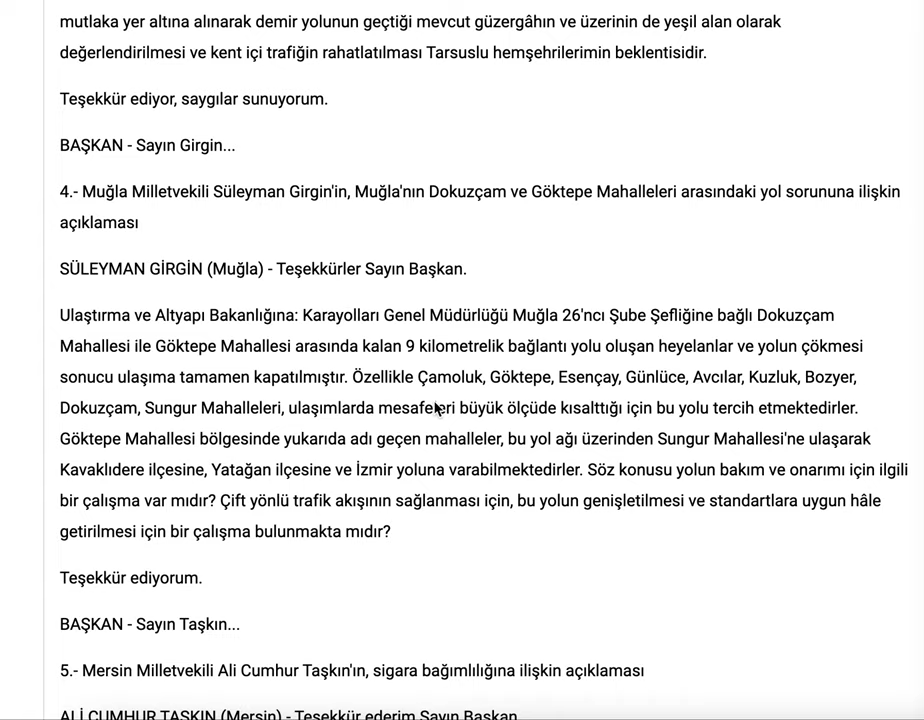 mutlaka yer altına alınarak demir yolunun geçtiği mevcut güzergâhın ve üzerinin de yeşil alan olarak
değerlendirilmesi ve kent içi trafiğin rahatlatılması Tarsuslu hemşehrilerimin beklentisidir.
Teşekkür ediyor, saygılar sunuyorum.
BAŞKAN - Sayın Girgin...
4.- Muğla Milletvekili Süleyman Girgin'in, Muğla'nın Dokuzçam ve Göktepe Mahalleleri arasındaki yol sorununa ilişkin
açıklaması
SÜLEYMAN GİRGİN (Muğla) - Teşekkürler Sayın Başkan.
Ulaştırma ve Altyapı Bakanlığına: Karayolları Genel Müdürlüğü Muğla 26'ncı Şube Şefliğine bağlı Dokuzçam
Mahallesi ile Göktepe Mahallesi arasında kalan 9 kilometrelik bağlantı yolu oluşan heyelanlar ve yolun çökmesi
sonucu ulaşıma tamamen kapatılmıştır. Özellikle Çamoluk, Göktepe, Esençay, Günlüce, Avcılar, Kuzluk, Bozyer,
Dokuzçam, Sungur Mahalleleri, ulaşımlarda mesafeleri büyük ölçüde kısalttığı için bu yolu tercih etmektedirler.
Göktepe Mahallesi bölgesinde yukarıda adı geçen mahalleler, bu yol ağı üzerinden Sungur Mahallesi'ne ulaşarak
Kavaklıdere ilçesine, Yatağan ilçesine ve İzmir yoluna varabilmektedirler. Söz konusu yolun bakım ve onarımı için ilgili
bir çalışma var mıdır? Çift yönlü trafik akışının sağlanması için, bu yolun genişletilmesi ve standartlara uygun hâle
getirilmesi için bir çalışma bulunmakta mıdır?
Teşekkür ediyorum.
BAŞKAN - Sayın Taşkın...
5.- Mersin Milletvekili Ali Cumhur Taşkın'ın, sigara bağımlılığına ilişkin açıklaması
ALİ CUMHUR TAŞKIN (Mersin) - Teşekkür ederim Sayın Başkan.